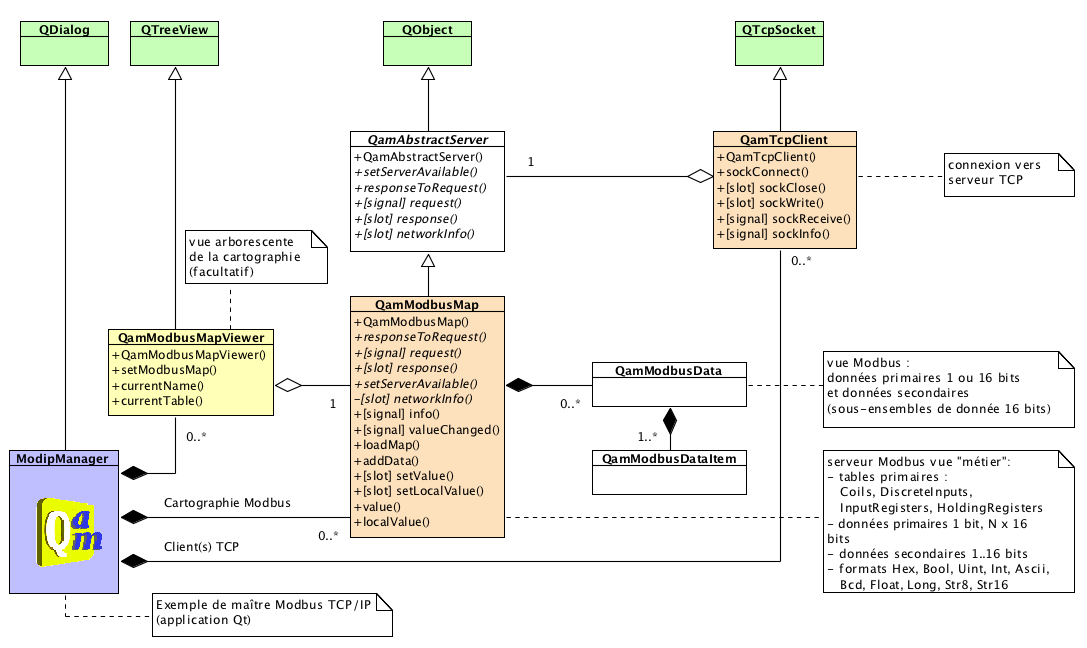 QDialog
QTreeView
QObject
QTcpSocket
QamAbstractServer
+QamAbstractServer()
+setServerAvailable()
+responseToRequest()
+[signal] request()
+[slot] response()
+[slot] networkInfo()
1
QamTcpClient
+QamTcpClient()
+sockConnect()
+[slot] sockClose()
+[slot] sockWrite()
+[signal] sockReceive()
+[signal] sockInfo()
0..*
connexion vers
serveur TCP
vue arborescente
de la cartographie
(facultatif)
QamModbusMapViewer
+QamModbusMapViewer()
+setModbusMap()
+currentName()
+currentTable()
1
0..*
QamModbusMap
+QamModbusMap()
+responseToRequest()
+[signal] request()
+[slot] response()
+setServerAvailable()
-[slot] networkInfo()
+[signal] info()
+[signal] valueChanged()
+loadMap()
+addData()
+[slot] setValue()
+[slot] setLocalValue()
+value()
+localValue()
QamModbusData
0..*
1..*
QamModbusDataItem
vue Modbus :
données primaires 1 ou 16 bits
et données secondaires
(sous-ensembles de donnée 16 bits)
serveur Modbus vue "métier":
- tables primaires :
Coils, DiscreteInputs,
InputRegisters, HoldingRegisters
- données primaires 1 bit, N x 16
bits
- données secondaires 1..16 bits
- formats Hex, Bool, Uint, Int, Ascii,
Bcd, Float, Long, Str8, Str16
ModipManager
Qam
Cartographie Modbus
0..*
Client(s) TCP
Exemple de maître Modbus TCP/IP
(application Qt)